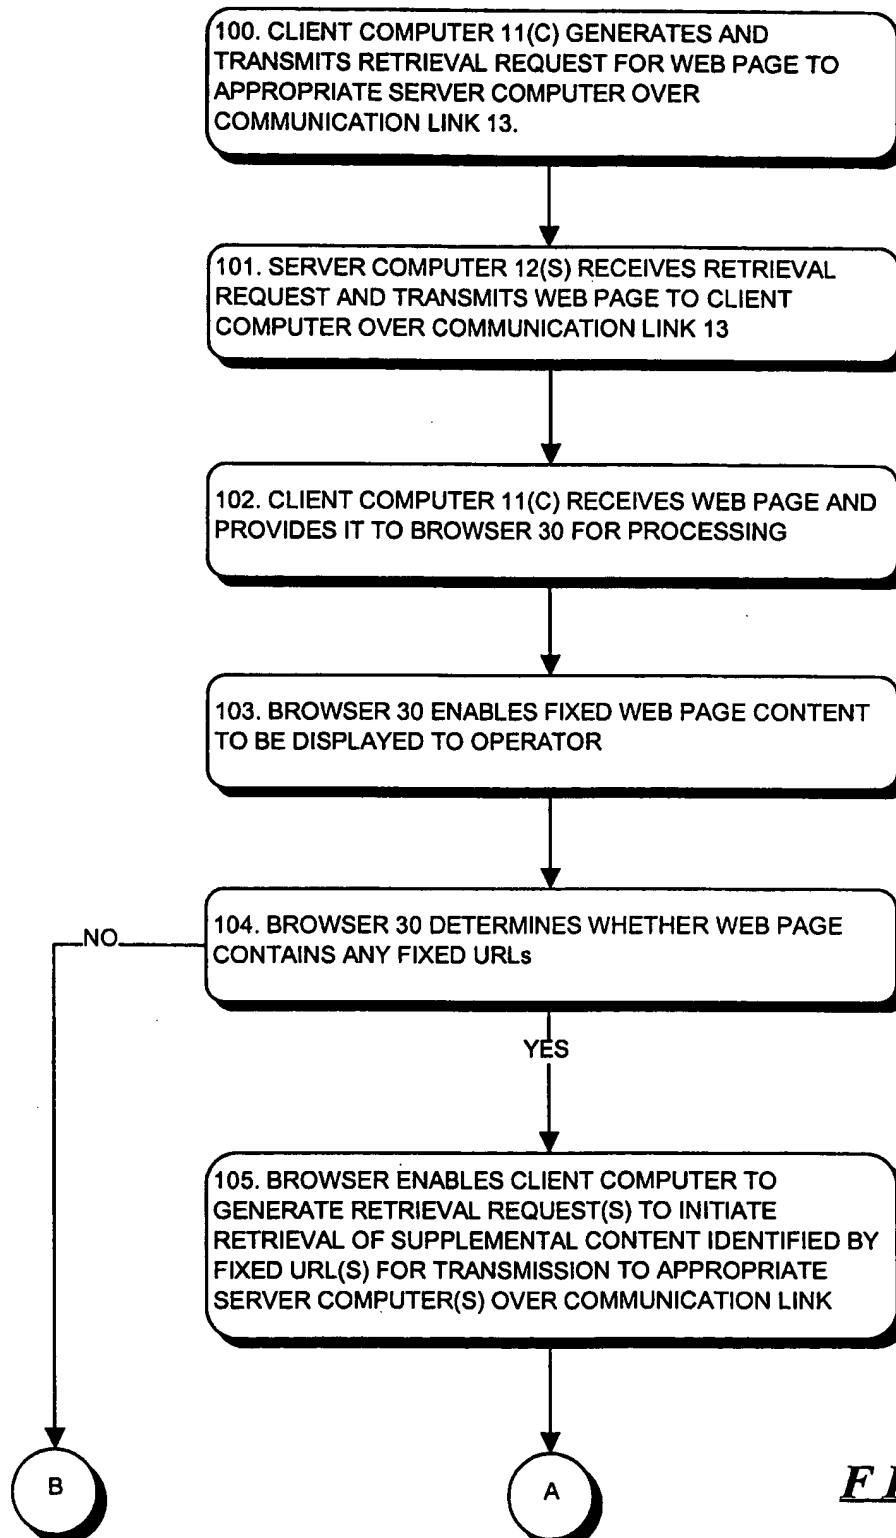 100. CLIENT COMPUTER 11(C) GENERATES AND
TRANSMITS RETRIEVAL REQUEST FOR WEB PAGE TO
APPROPRIATE SERVER COMPUTER OVER
COMMUNICATION LINK 13.
101. SERVER COMPUTER 12(S) RECEIVES RETRIEVAL
REQUEST AND TRANSMITS WEB PAGE TO CLIENT
COMPUTER OVER COMMUNICATION LINK 13
102. CLIENT COMPUTER 11(C) RECEIVES WEB PAGE AND
PROVIDES IT TO BROWSER 30 FOR PROCESSING
103. BROWSER 30 ENABLES FIXED WEB PAGE CONTENT
TO BE DISPLAYED TO OPERATOR
104. BROWSER 30 DETERMINES WHETHER WEB PAGE
CONTAINS ANY FIXED URLs
NO
YES
105. BROWSER ENABLES CLIENT COMPUTER TO
GENERATE RETRIEVAL REQUEST(S) TO INITIATE
RETRIEVAL OF SUPPLEMENTAL CONTENT IDENTIFIED BY
FIXED URL(S) FOR TRANSMISSION TO APPROPRIATE
SERVER COMPUTER(S) OVER COMMUNICATION LINK
B
A